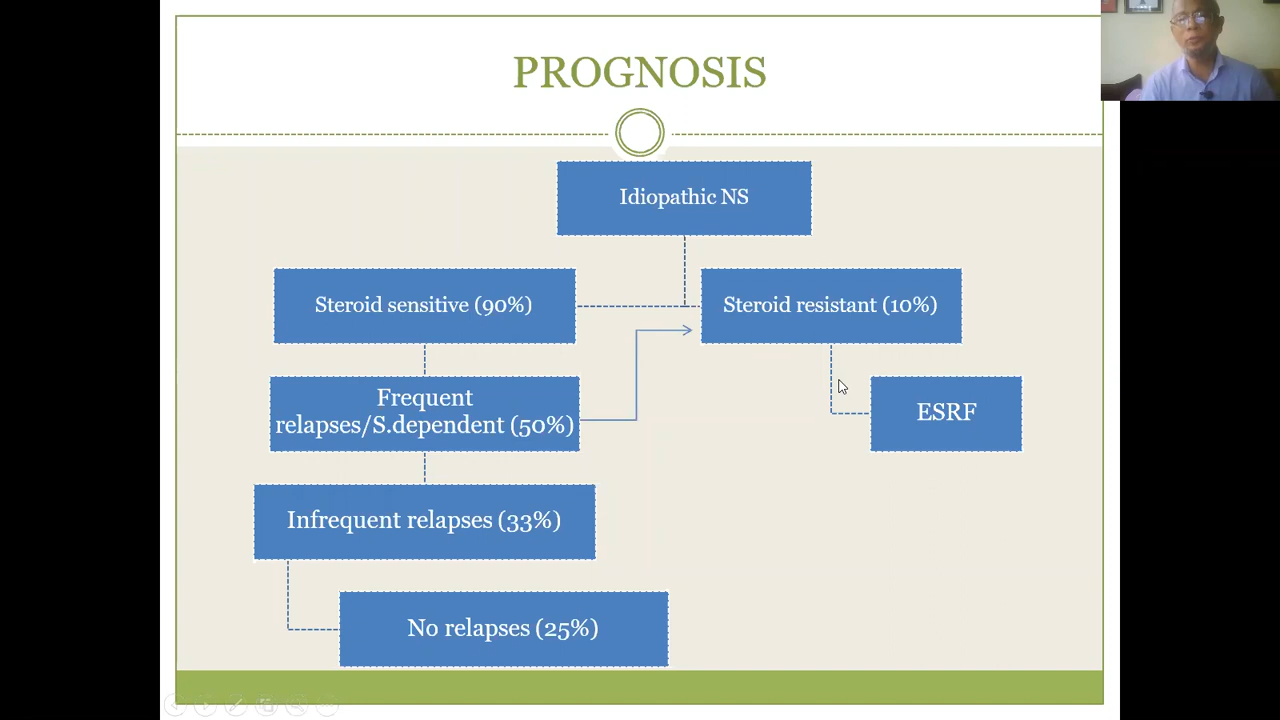 PROGNOSIS
Idiopathic NS
Steroid sensitive (90%)
Steroid resistant (10%)
Frequent
relapses/S.dependent (50%)
ESRF
Infrequent relapses (33%)
No relapses (25%)